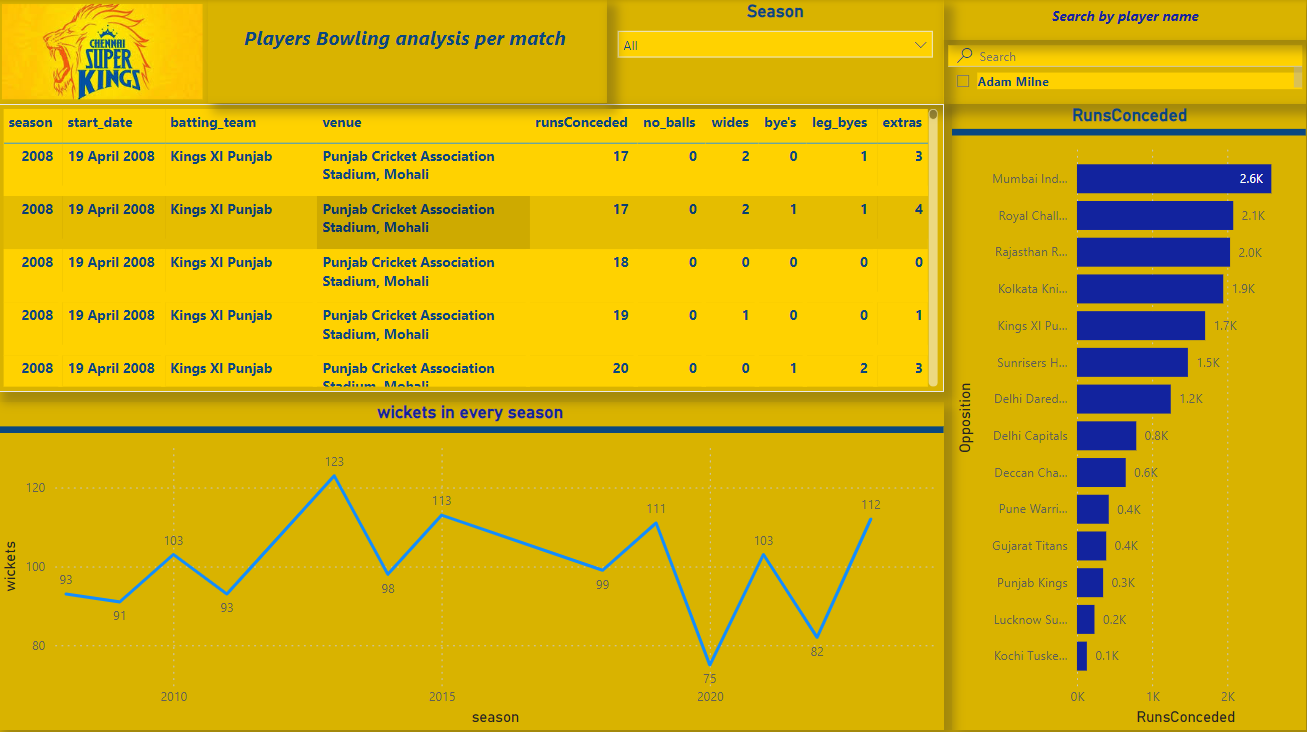 CHENNAI
SUPER
KINGS
Players Bowling analysis per match
Season
All
Search by player name
Search
Adam Milne
season start_date batting_team venue runsConceded no_balls wides bye's leg_byes extras
2008 19 April 2008 Kings XI Punjab Punjab Cricket Association 17 0 2 0 1 3
Stadium, Mohali
2008 19 April 2008 Kings XI Punjab Punjab Cricket Association 17 0 2 1 1 4
Stadium, Mohali
2008 19 April 2008 Kings XI Punjab Punjab Cricket Association 18 0 0 0 0 0
Stadium, Mohali
2008 19 April 2008 Kings XI Punjab Punjab Cricket Association 19 0 1 0 0 1
Stadium, Mohali
2008 19 April 2008 Kings XI Punjab Punjab Cricket Association 20 0 0 1 2 3
Stadium, Mohali
wickets in every season
wickets
120
100
80
93
91
103
93
123
98
113
99
111
75
103
82
112
2010 2015 2020
season
RunsConceded
Opposition
Mumbai Ind... 2.6K
Royal Chall... 2.1K
Rajasthan R... 2.0K
Kolkata Kni... 1.9K
Kings XI Pu... 1.7K
Sunrisers H... 1.5K
Delhi Dared... 1.2K
Delhi Capitals 0.8K
Deccan Cha... 0.6K
Pune Warri... 0.4K
Gujarat Titans 0.4K
Punjab Kings 0.3K
Lucknow Su... 0.2K
Kochi Tuske... 0.1K
0K 1K 2K
RunsConceded